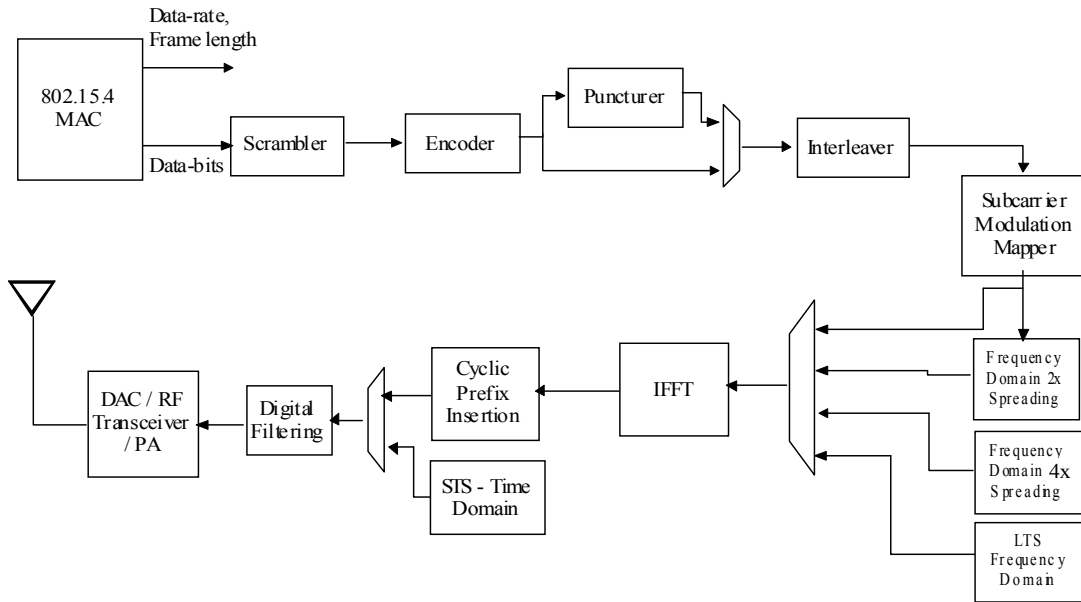 Data-rate,
Frame length
802.15.4
MAC
Data-bits
Scrambler
Encoder
Puncturer
Interleaver
Subcarrier
Modulation
Mapper
Frequency
Domain 2x
Spreading
Frequency
Domain 4x
Spreading
LTS
Frequency
Domain
IFFT
Cyclic
Prefix
Insertion
STS - Time
Domain
Digital
Filtering
DAC / RF
Transceiver
/ PA